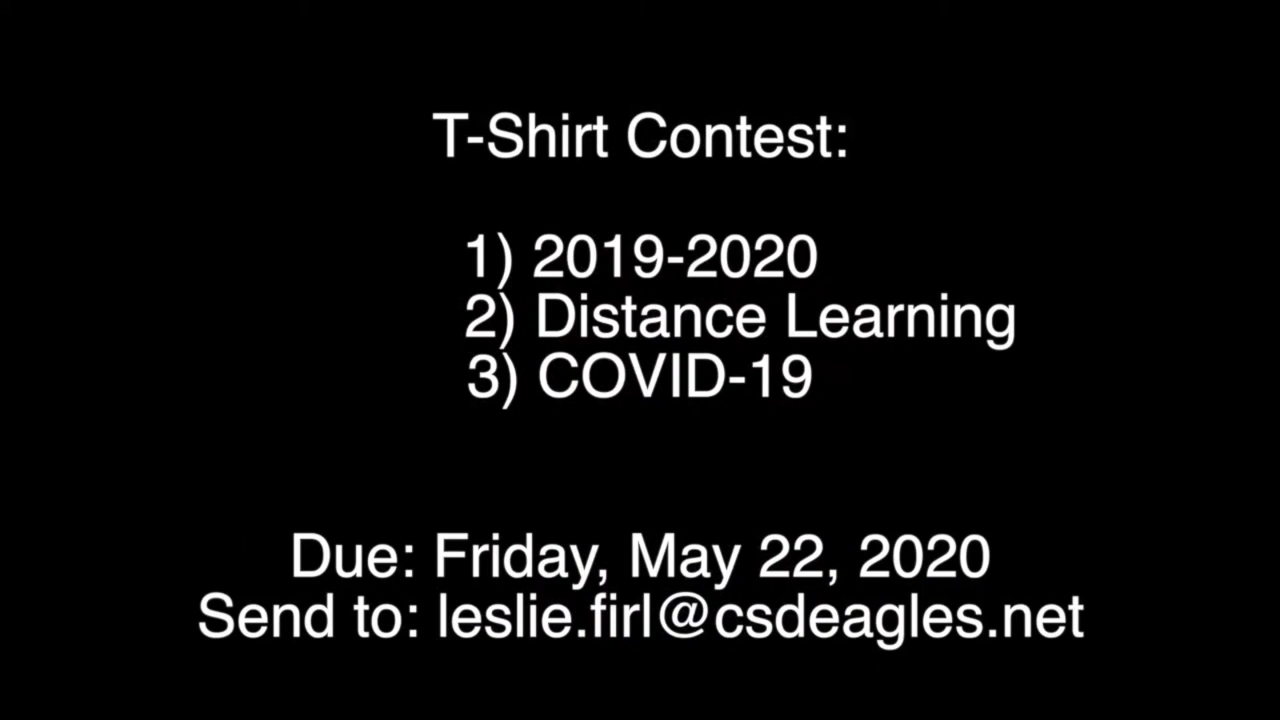 T-Shirt Contest:
1) 2019-2020
2) Distance Learning
3) COVID-19
Due: Friday, May 22, 2020
Send to: leslie.firl@csdeagles.net